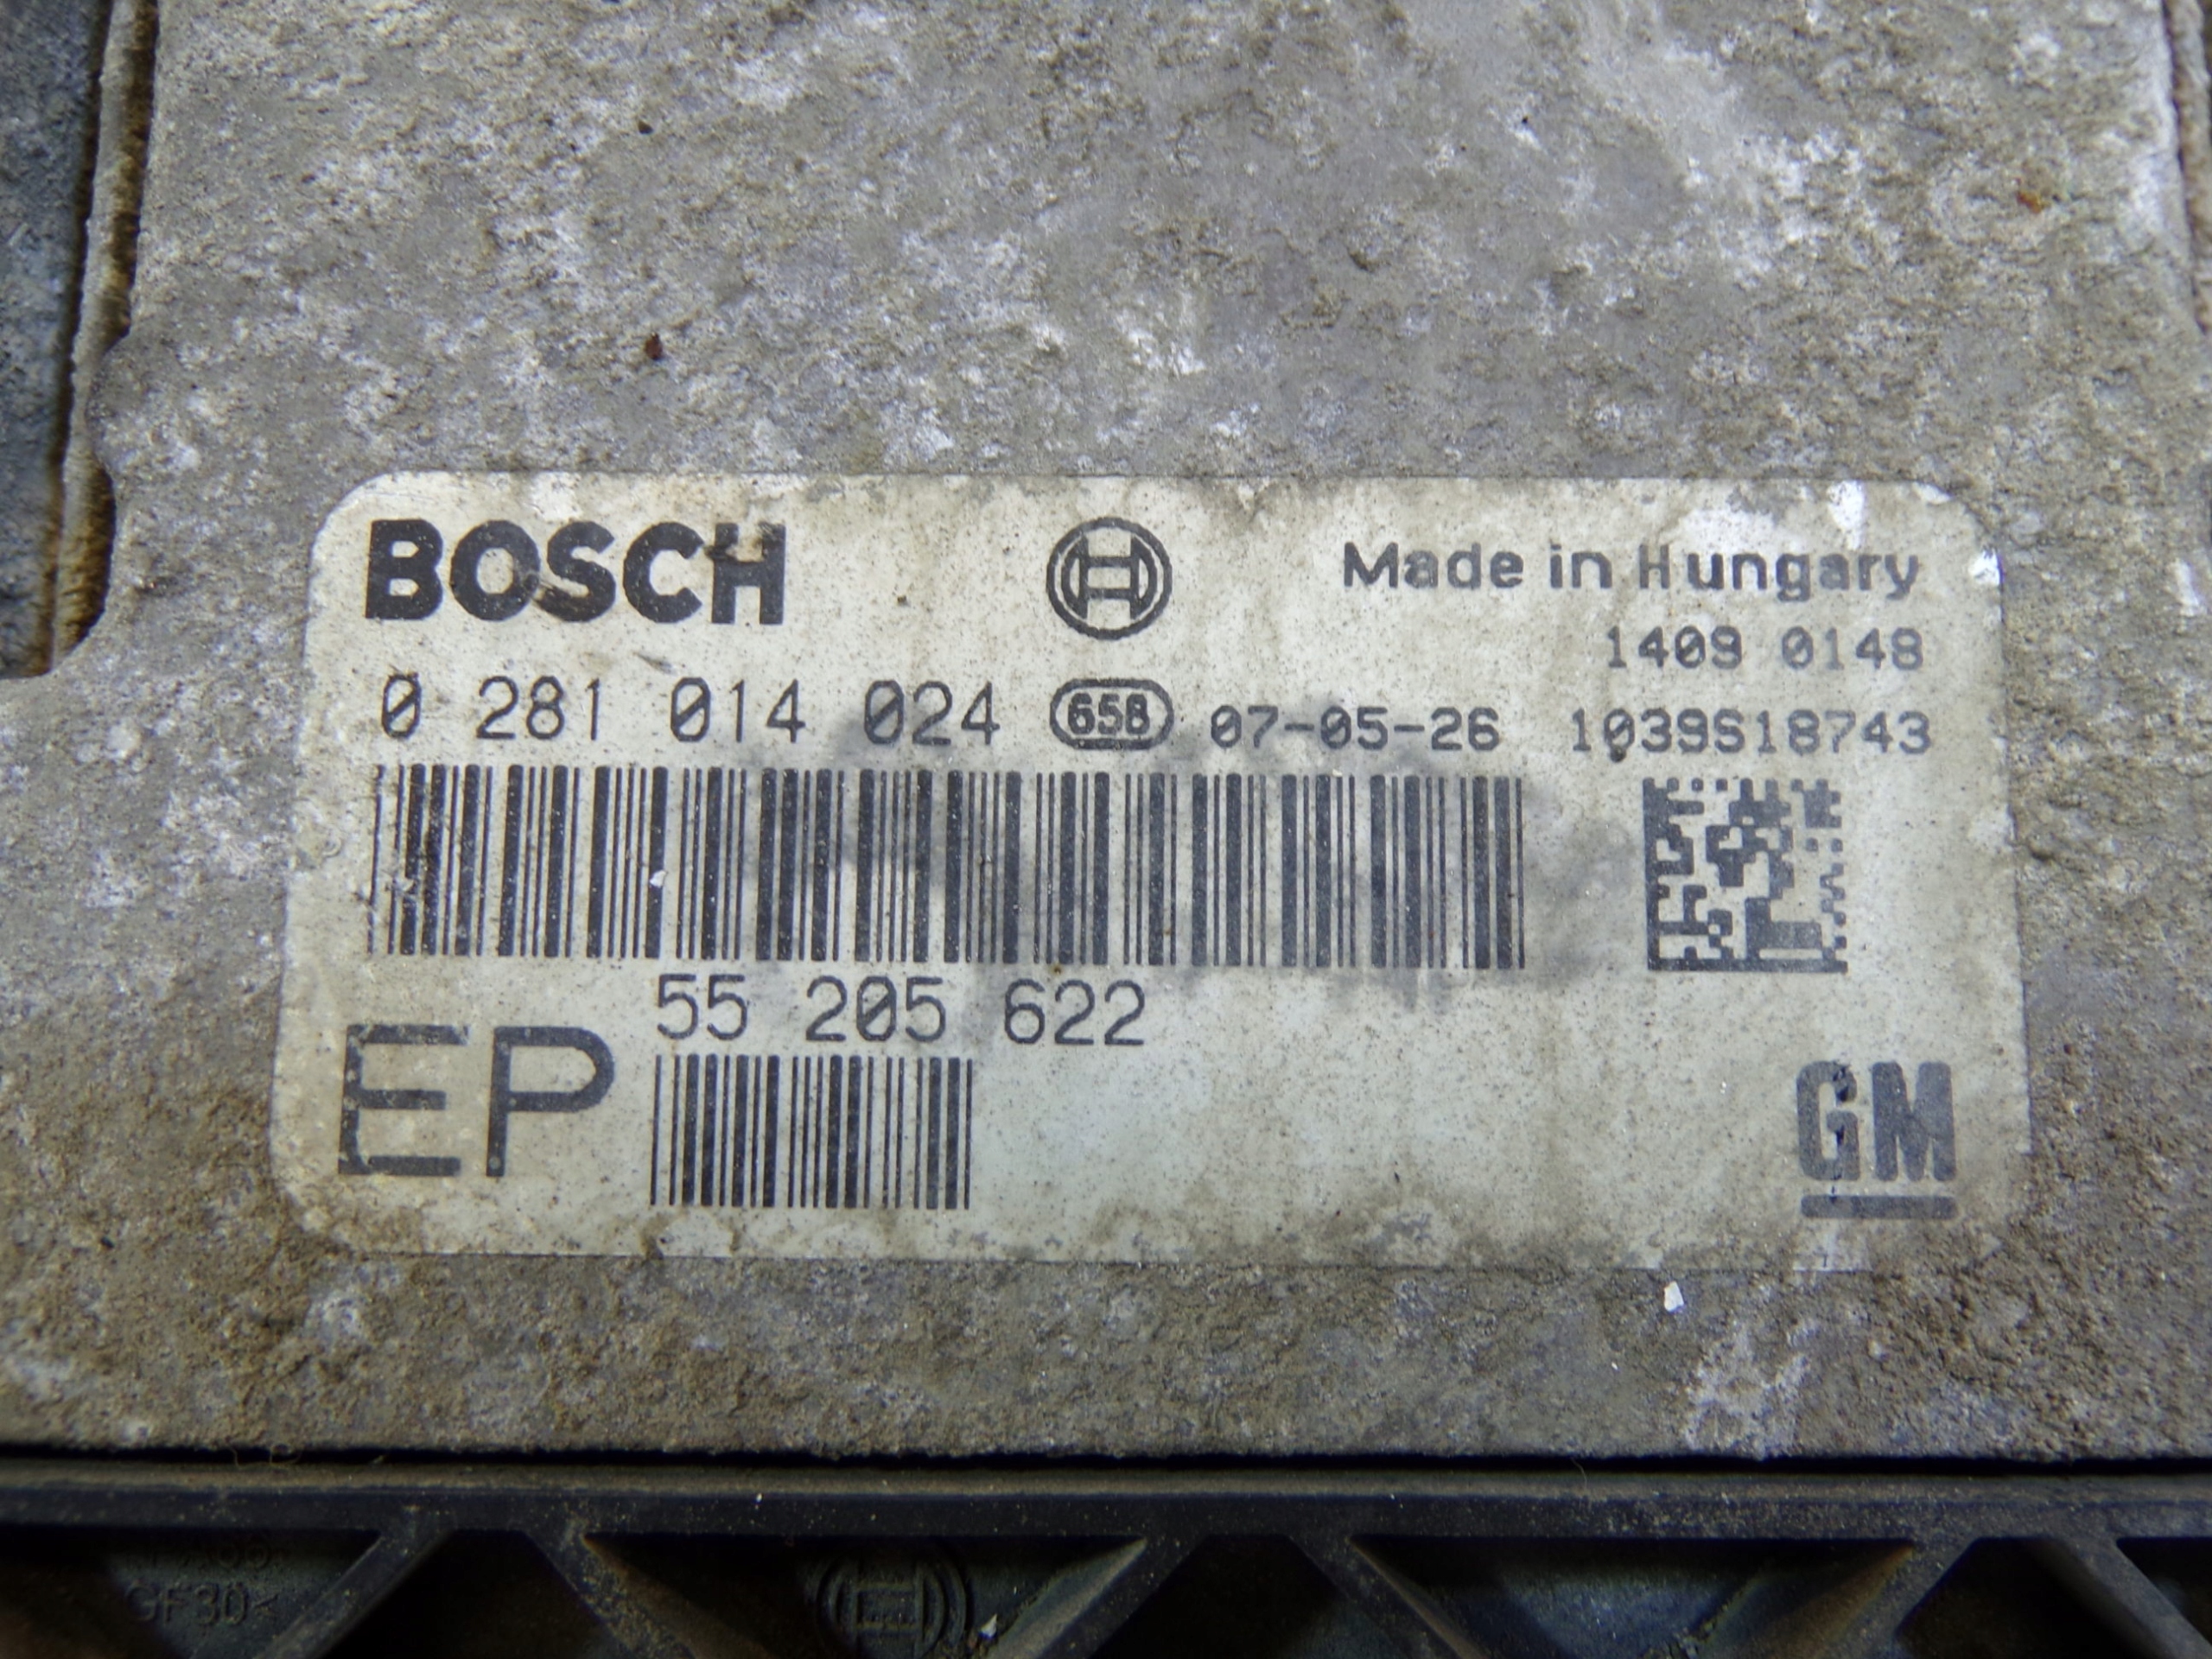 BOSCH
Made in Hungary
1409 0148
0 281 014 024 658 07-05-26 1039S18743
55 205 622
EP
GM
GF30<